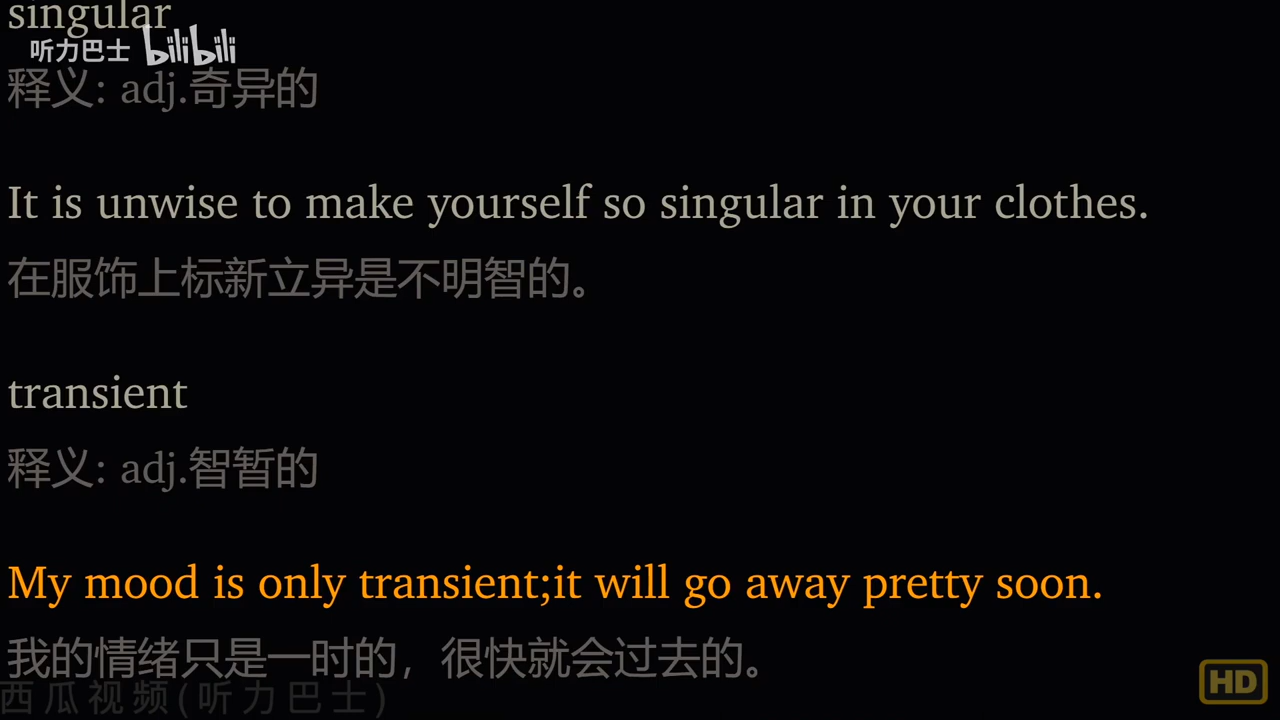 singular
听力巴士 bilibili
释义: adj.奇异的
It is unwise to make yourself so singular in your clothes.
在服饰上标新立异是不明智的。
transient
释义: adj.智暂的
My mood is only transient;it will go away pretty soon.
我的情绪只是一时的，很快就会过去的。
西瓜视频(听力巴士)
HD